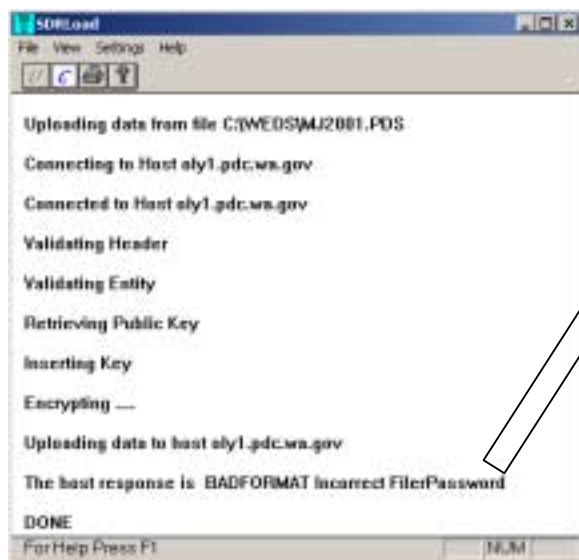 SDRLoad
File View Settings Help
Uploading data from file C:\WEDS\MJ2001.PDS
Connecting to Host oly1.pdc.wa.gov
Connected to Host oly1.pdc.wa.gov
Validating Header
Validating Entity
Retrieving Public Key
Inserting Key
Encrypting ....
Uploading data to host oly1.pdc.wa.gov
The host response is BADFORMAT Incorrect FilerPassword
DONE
For Help Press F1 NUM